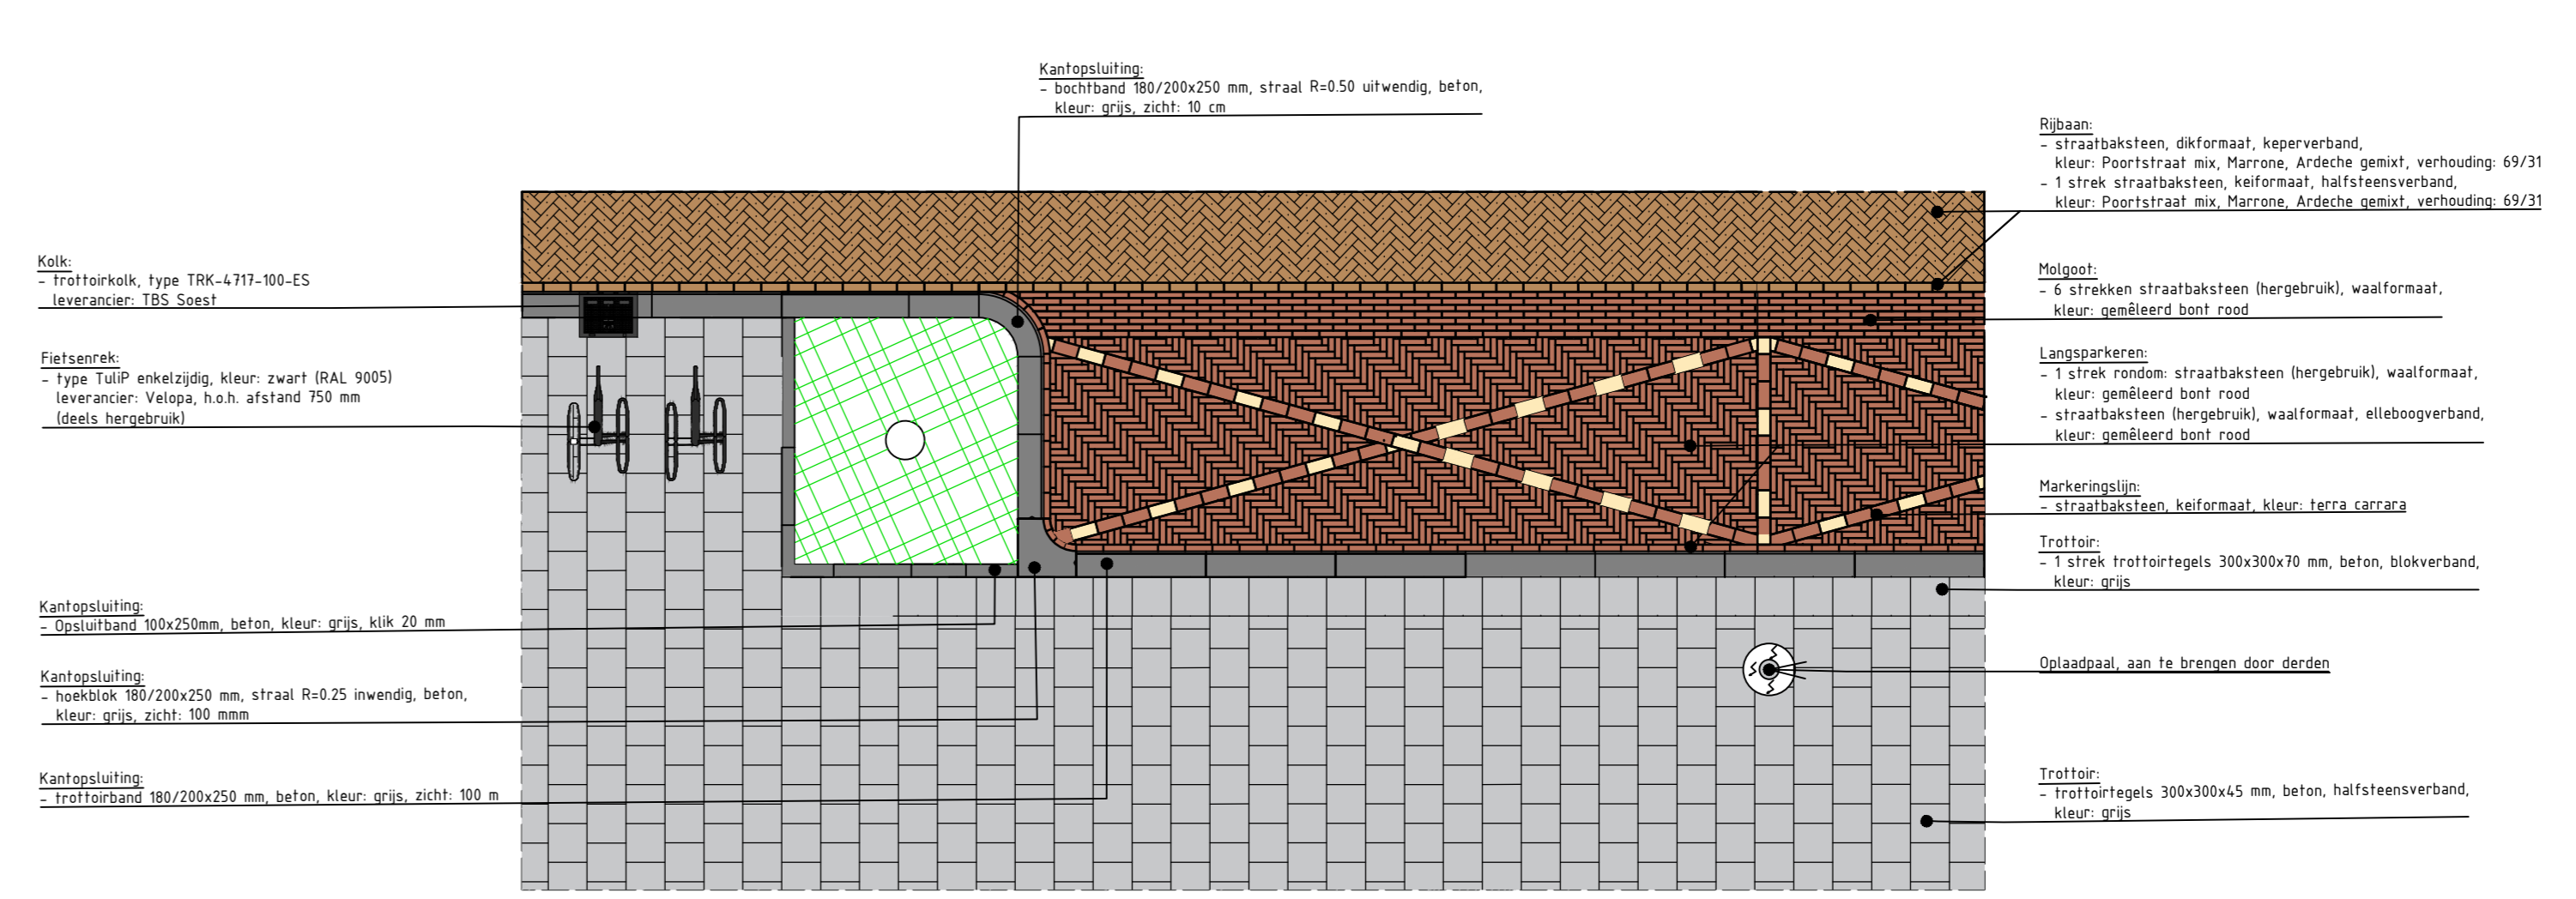 Kantopsluiting:
- bochtband 180/200x250 mm, straal R=0.50 uitwendig, beton,
kleur: grijs, zicht: 10 cm
Kolk:
- trottoirkolk, type TRK-4717-100-ES
leverancier: TBS Soest
Fietsenrek:
- type TuliP enkelzijdig, kleur: zwart (RAL 9005)
leverancier: Velopa, h.o.h. afstand 750 mm
(deels hergebruik)
Kantopsluiting:
- Opsluitband 100x250mm, beton, kleur: grijs, klik 20 mm
Kantopsluiting:
- hoekblok 180/200x250 mm, straal R=0.25 inwendig, beton,
kleur: grijs, zicht: 100 mmm
Kantopsluiting:
- trottoirband 180/200x250 mm, beton, kleur: grijs, zicht: 100 m
Rijbaan:
- straatbaksteen, dikformaat, keperverband,
kleur: Poortstraat mix, Marrone, Ardeche gemixt, verhouding: 69/31
- 1 strek straatbaksteen, keiformaat, halfsteensverband,
kleur: Poortstraat mix, Marrone, Ardeche gemixt, verhouding: 69/31
Molgoot:
- 6 strekken straatbaksteen (hergebruik), waalformaat,
kleur: gemêleerd bont rood
Langsparkeren:
- 1 strek rondom: straatbaksteen (hergebruik), waalformaat,
kleur: gemêleerd bont rood
- straatbaksteen (hergebruik), waalformaat, elleboogverband,
kleur: gemêleerd bont rood
Markeringslijn:
- straatbaksteen, keiformaat, kleur: terra carrara
Trottoir:
- 1 strek trottoirtegels 300x300x70 mm, beton, blokverband,
kleur: grijs
Oplaadpaal, aan te brengen door derden
Trottoir:
- trottoirtegels 300x300x45 mm, beton, halfsteensverband,
kleur: grijs